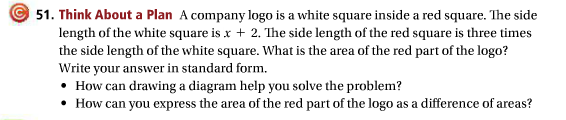 C 51. Think About a Plan A company logo is a white square inside a red square. The side
length of the white square is x + 2. The side length of the red square is three times
the side length of the white square. What is the area of the red part of the logo?
Write your answer in standard form.
• How can drawing a diagram help you solve the problem?
• How can you express the area of the red part of the logo as a difference of areas?